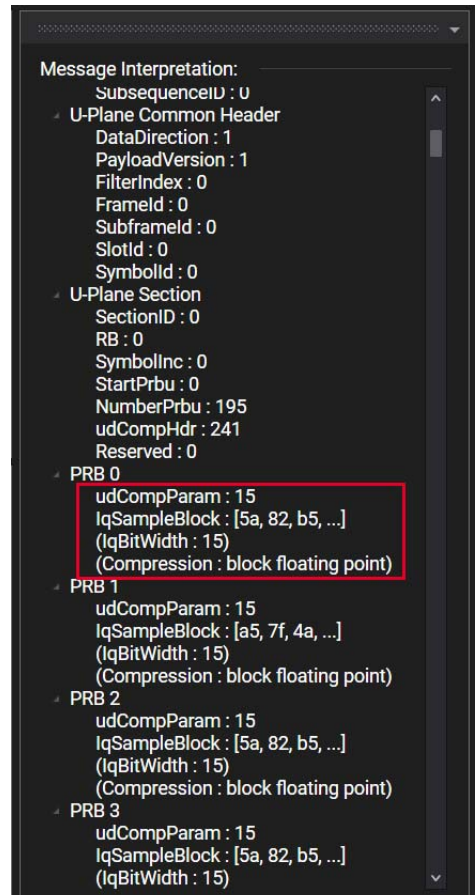 Message Interpretation:
SubsequenceID : 0
U-Plane Common Header
DataDirection : 1
PayloadVersion : 1
FilterIndex : 0
FrameId : 0
SubframeId : 0
SlotId : 0
SymbolId : 0
U-Plane Section
SectionID : 0
RB : 0
SymbolInc : 0
StartPrbu : 0
NumberPrbu : 195
udCompHdr : 241
Reserved : 0
PRB 0
udCompParam : 15
IqSampleBlock : [5a, 82, b5, ...]
(IqBitWidth : 15)
(Compression : block floating point)
PRB 1
udCompParam : 15
IqSampleBlock : [a5, 7f, 4a, ...]
(IqBitWidth : 15)
(Compression : block floating point)
PRB 2
udCompParam : 15
IqSampleBlock : [5a, 82, b5, ...]
(IqBitWidth : 15)
(Compression : block floating point)
PRB 3
udCompParam : 15
IqSampleBlock : [5a, 82, b5, ...]
(IqBitWidth : 15)